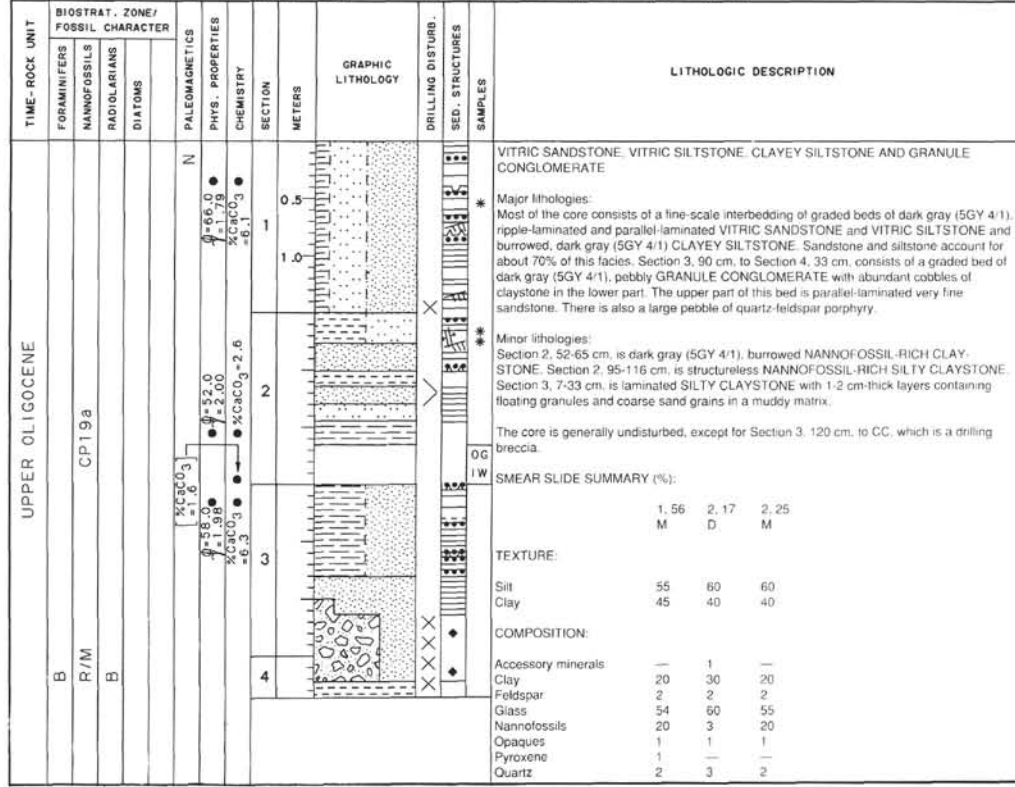 TIME-ROCK UNIT
BIOSTRAT. ZONE/
FOSSIL CHARACTER
FORAMINIFERS
NANNOFOSSILS
RADIOLARIANS
DIATOMS
PALEOMAGNETICS
PHYS. PROPERTIES
CHEMISTRY
SECTION
METERS
GRAPHIC
LITHOLOGY
DRILLING DISTURB.
SED. STRUCTURES
SAMPLES
LITHOLOGIC DESCRIPTION
UPPER OLIGOCENE
B
CP19a
R/M
B
N
%CaCO3
=1.6
φ=66.0
=1.79
φ=52.0
=2.00
φ=58.0
=1.98
%CaCO3
=6.1
%CaCO3=2.6
%CaCO3
=6.3
1
2
3
4
0.5
1.0
*
*
*
OG
IW
VITRIC SANDSTONE, VITRIC SILTSTONE, CLAYEY SILTSTONE AND GRANULE
CONGLOMERATE
Major lithologies:
Most of the core consists of a fine-scale interbedding of graded beds of dark gray (5GY 4/1),
ripple-laminated and parallel-laminated VITRIC SANDSTONE and VITRIC SILTSTONE and
burrowed, dark gray (5GY 4/1) CLAYEY SILTSTONE. Sandstone and siltstone account for
about 70% of this facies. Section 3, 90 cm, to Section 4, 33 cm, consists of a graded bed of
dark gray (5GY 4/1), pebbly GRANULE CONGLOMERATE with abundant cobbles of
claystone in the lower part. The upper part of this bed is parallel-laminated very fine
sandstone. There is also a large pebble of quartz-feldspar porphyry.
Minor lithologies:
Section 2, 52-65 cm, is dark gray (5GY 4/1), burrowed NANNOFOSSIL-RICH CLAY-
STONE. Section 2, 95-116 cm, is structureless NANNOFOSSIL-RICH SILTY CLAYSTONE.
Section 3, 7-33 cm, is laminated SILTY CLAYSTONE with 1-2 cm-thick layers containing
floating granules and coarse sand grains in a muddy matrix.
The core is generally undisturbed, except for Section 3, 120 cm, to CC, which is a drilling
breccia.
SMEAR SLIDE SUMMARY (%):
1, 56 2, 17 2, 25
M D M
TEXTURE:
Silt 55 60 60
Clay 45 40 40
COMPOSITION:
Accessory minerals — 1 —
Clay 20 30 20
Feldspar 2 2 2
Glass 54 60 55
Nannofossils 20 3 20
Opaques 1 1 1
Pyroxene 1 — —
Quartz 2 3 2